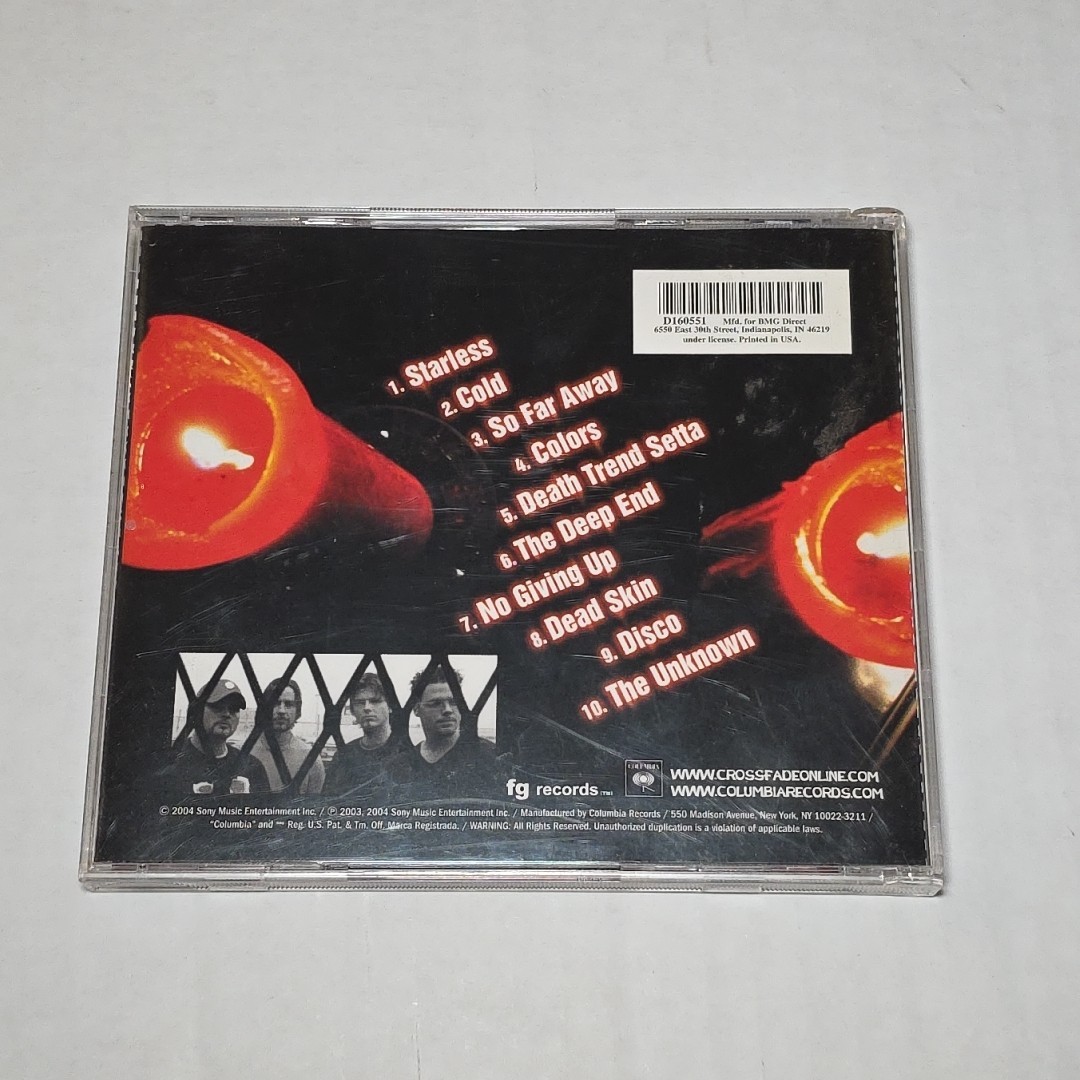 D160551 Mfd. for BMG Direct
6550 East 30th Street, Indianapolis, IN 46219
under license. Printed in USA.
1. Starless
2. Cold
3. So Far Away
4. Colors
5. Death Trend Setta
6. The Deep End
7. No Giving Up
8. Dead Skin
9. Disco
10. The Unknown
fg records (TM)
COLUMBIA
WWW.CROSSFADEONLINE.COM
WWW.COLUMBIARECORDS.COM
© 2004 Sony Music Entertainment Inc. / ℗ 2003, 2004 Sony Music Entertainment Inc. / Manufactured by Columbia Records / 550 Madison Avenue, New York, NY 10022-3211 /
"Columbia" and Reg. U.S. Pat. & Tm. Off. Marca Registrada. / WARNING: All Rights Reserved. Unauthorized duplication is a violation of applicable laws.